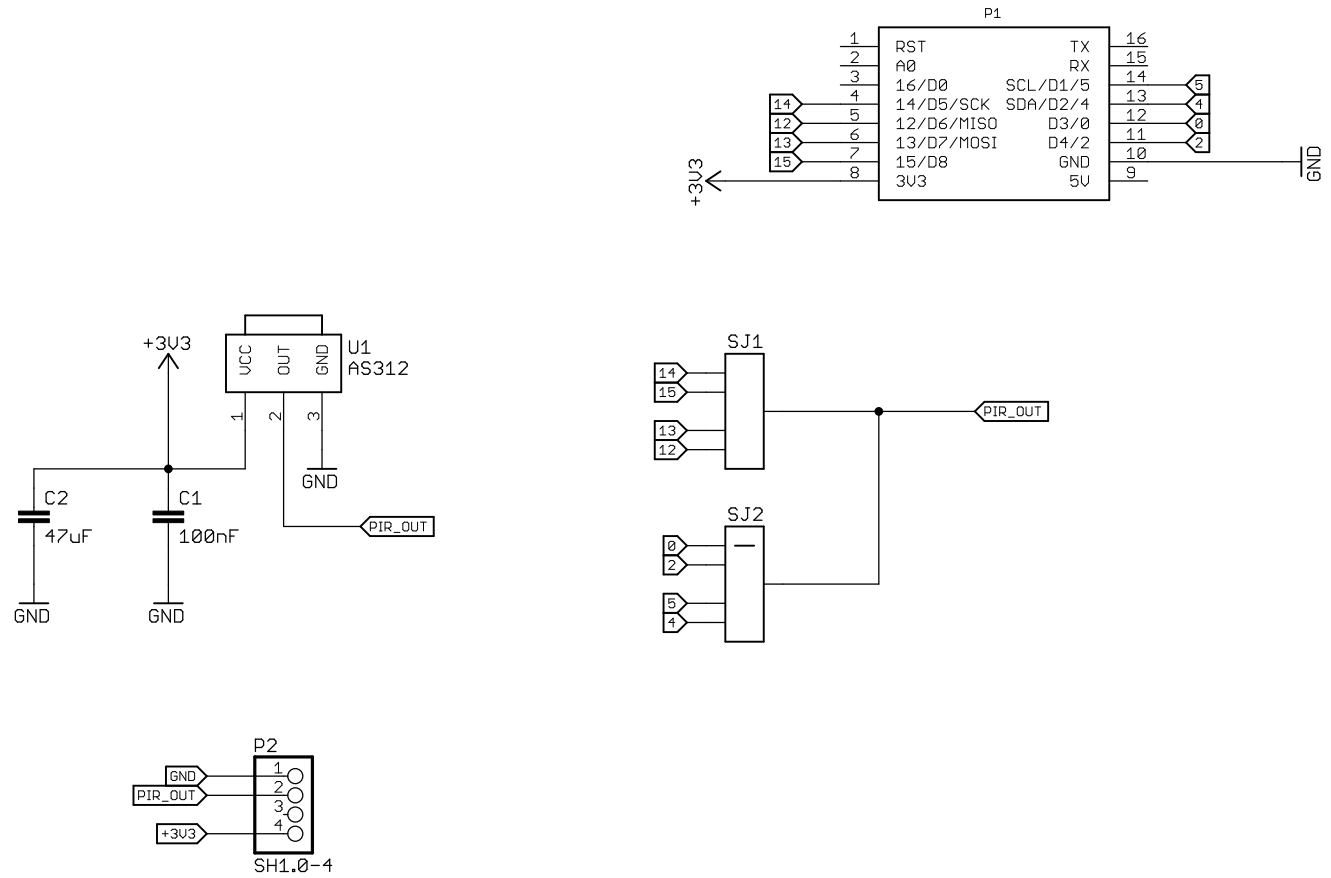 P1
1 RST TX 16
2 A0 RX 15
3 16/D0 SCL/D1/5 14 5
14 4 14/D5/SCK SDA/D2/4 13 4
12 5 12/D6/MISO D3/0 12 0
13 6 13/D7/MOSI D4/2 11 2
15 7 15/D8 GND 10 GND
+3V3 8 3V3 5V 9
+3V3
VCC OUT GND
U1
AS312
1 2 3
GND
PIR_OUT
C2
47uF
GND
C1
100nF
GND
SJ1
14
15
13
12
PIR_OUT
SJ2
0
2
5
4
P2
GND 1
PIR_OUT 2
3
+3V3 4
SH1.0-4